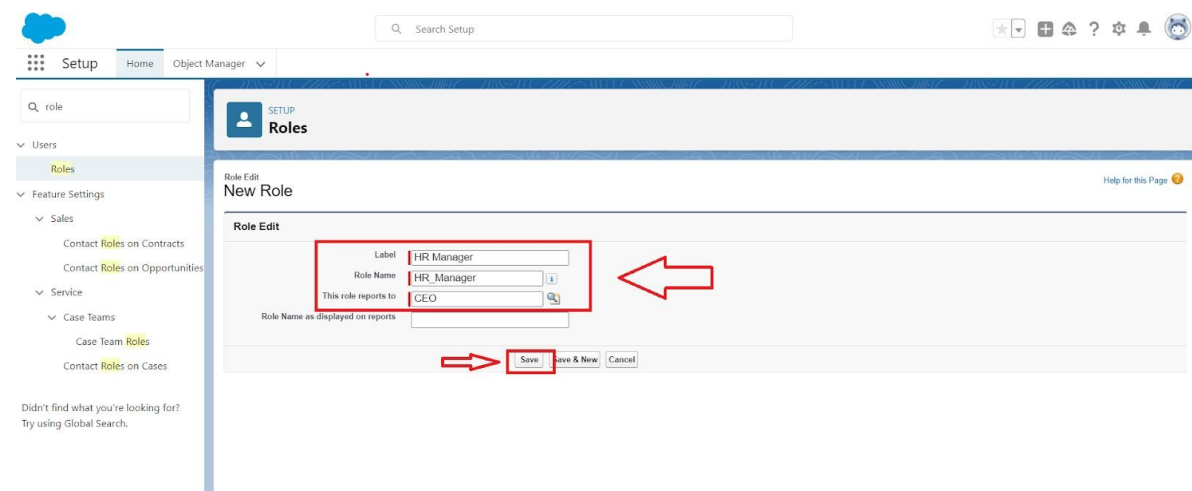 Search Setup
Setup Home Object Manager
role
Users
Roles
Feature Settings
Sales
Contact Roles on Contracts
Contact Roles on Opportunities
Service
Case Teams
Case Team Roles
Contact Roles on Cases
Didn't find what you're looking for?
Try using Global Search.
SETUP
Roles
Role Edit
New Role
Help for this Page
Role Edit
Label HR Manager
Role Name HR_Manager
This role reports to CEO
Role Name as displayed on reports
Save Save & New Cancel